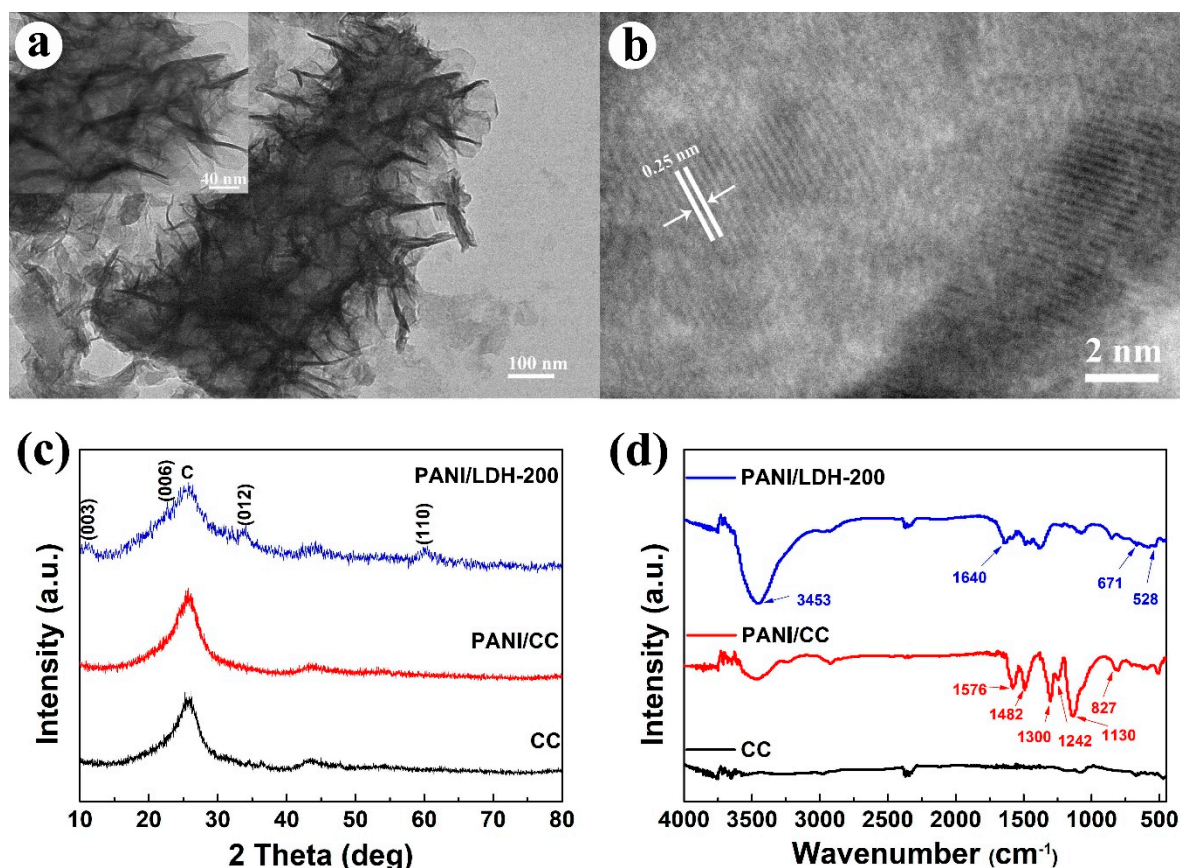 a
40 nm
100 nm
b
0.25 nm
2 nm
(c)
PANI/LDH-200
(003)
(006)
C
(012)
(110)
PANI/CC
CC
Intensity (a.u.)
10 20 30 40 50 60 70 80
2 Theta (deg)
(d)
PANI/LDH-200
3453
1640
671
528
PANI/CC
1576
1482
1300
1242
1130
827
CC
Intensity (a.u.)
4000 3500 3000 2500 2000 1500 1000 500
Wavenumber (cm⁻¹)